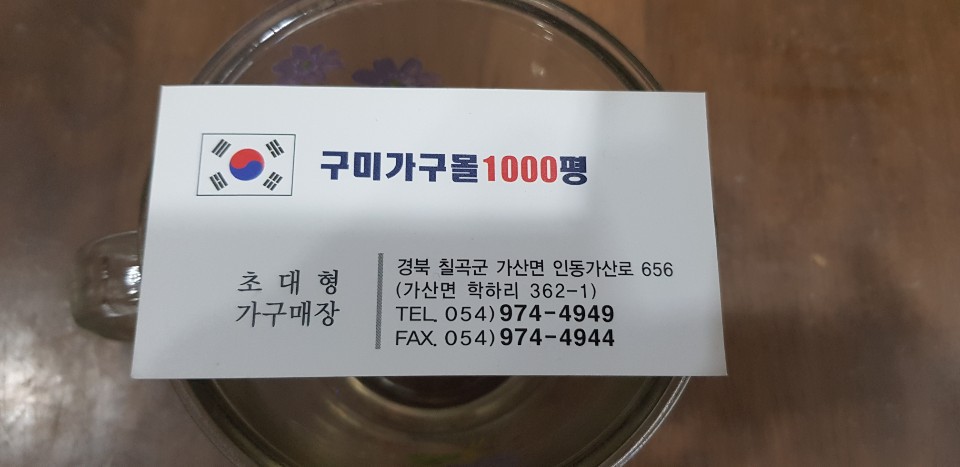 구미가구몰1000평
초대형
가구매장
경북 칠곡군 가산면 인동가산로 656
(가산면 학하리 362-1)
TEL. 054) 974-4949
FAX. 054) 974-4944